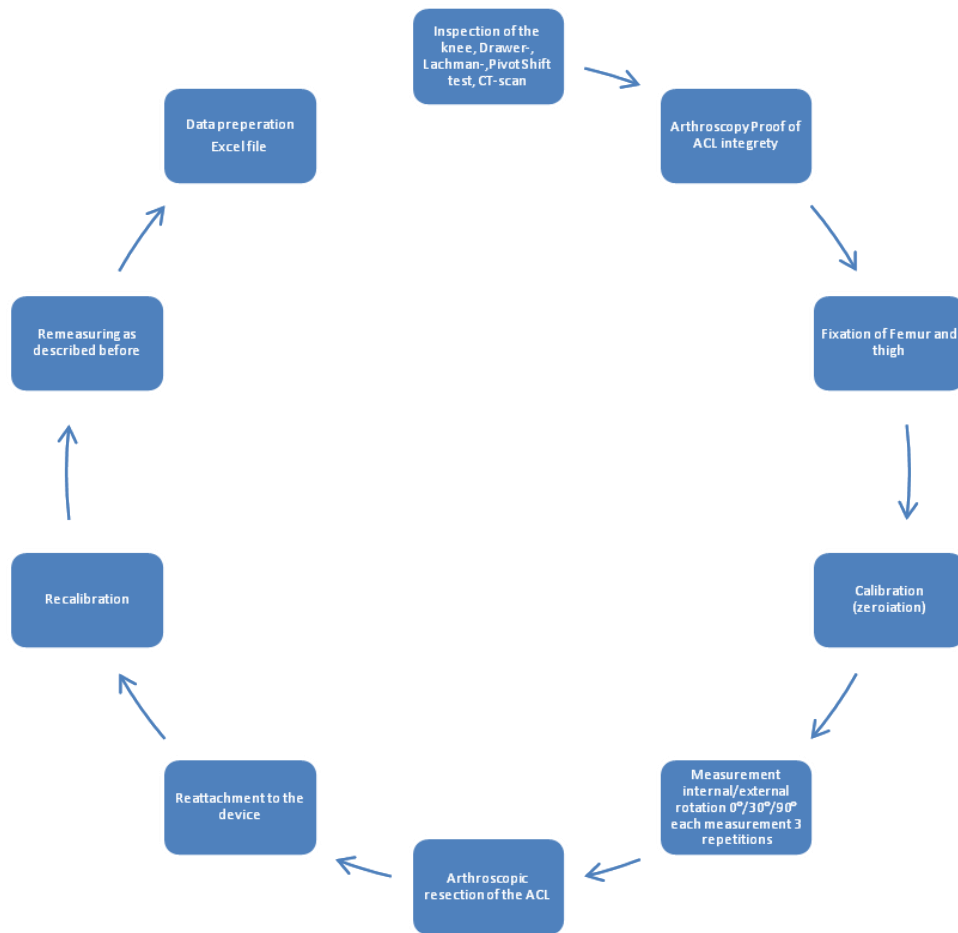 Inspection of the
knee, Drawer-,
Lachman-,Pivot Shift
test, CT-scan
Arthroscopy Proof of
ACL integrety
Fixation of Femur and
thigh
Calibration
(zeroiation)
Measurement
internal/external
rotation 0°/30°/90°
each measurement 3
repetitions
Arthroscopic
resection of the ACL
Reattachment to the
device
Recalibration
Remeasuring as
described before
Data preperation
Excel file